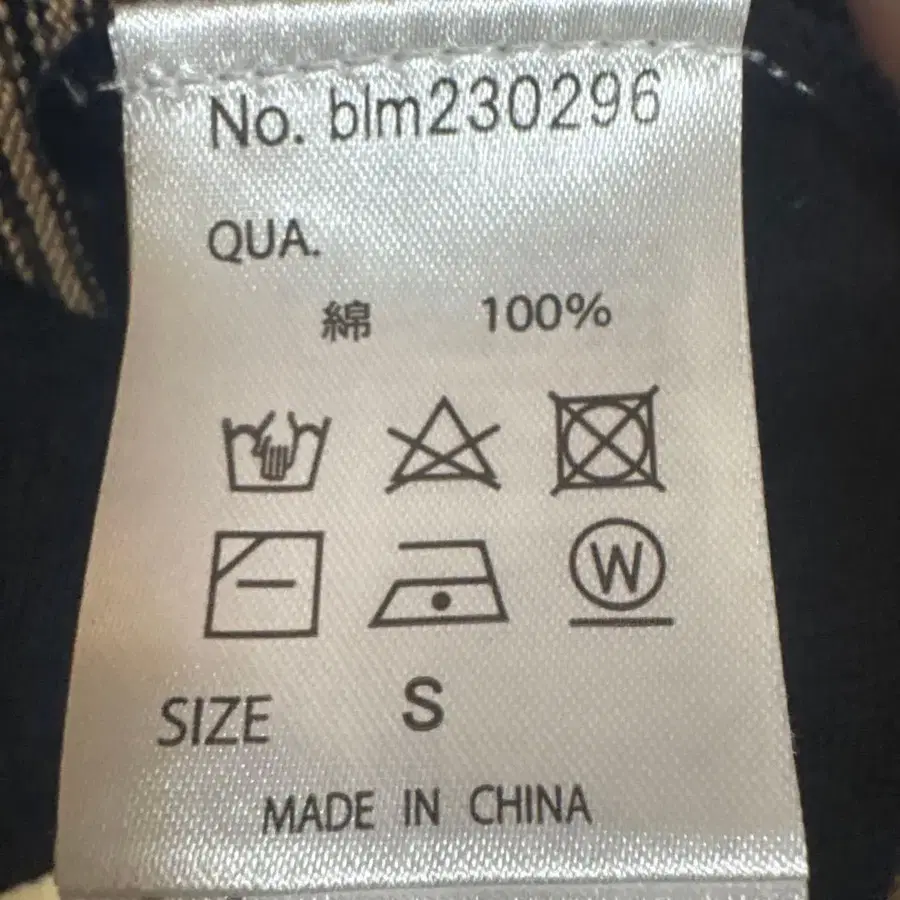 No. blm230296
QUA.
綿 100%
W
SIZE S
MADE IN CHINA